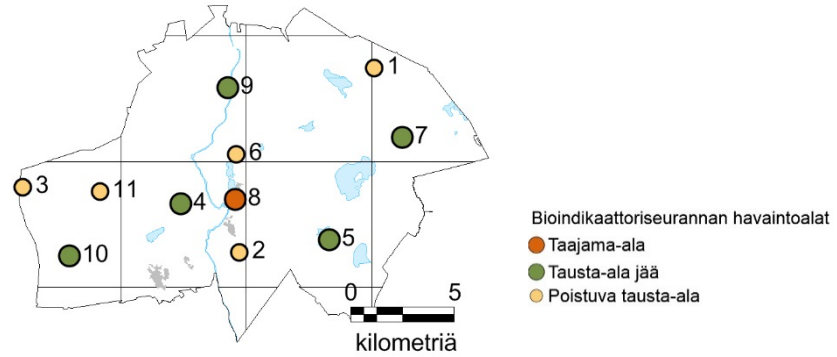 1
9
7
6
3
11
4
8
5
10
2
Bioindikaattoriseurannan havaintoalat
Taajama-ala
Tausta-ala jää
Poistuva tausta-ala
0 5
kilometriä